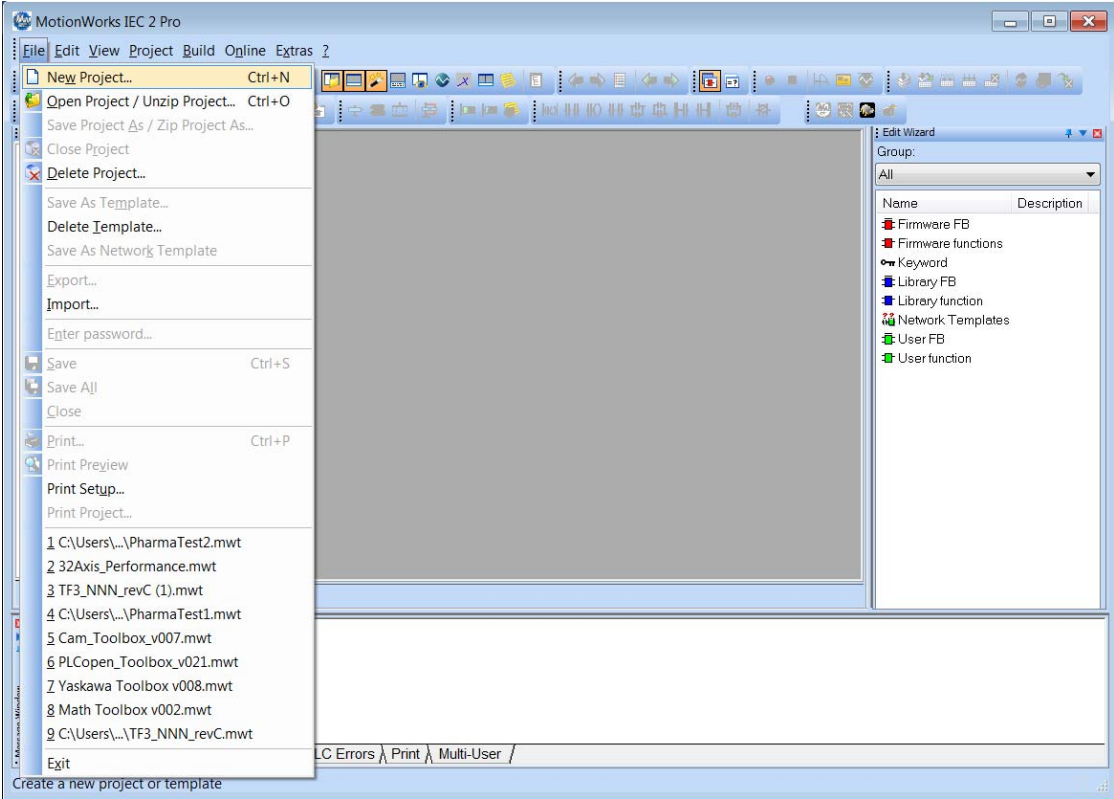 MotionWorks IEC 2 Pro
File Edit View Project Build Online Extras ?
New Project... Ctrl+N
Open Project / Unzip Project... Ctrl+O
Save Project As / Zip Project As...
Close Project
Delete Project...
Save As Template...
Delete Template...
Save As Network Template
Export...
Import...
Enter password...
Save Ctrl+S
Save All
Close
Print... Ctrl+P
Print Preview
Print Setup...
Print Project...
1 C:\Users\...\PharmaTest2.mwt
2 32Axis_Performance.mwt
3 TF3_NNN_revC (1).mwt
4 C:\Users\...\PharmaTest1.mwt
5 Cam_Toolbox_v007.mwt
6 PLCopen_Toolbox_v021.mwt
7 Yaskawa Toolbox v008.mwt
8 Math Toolbox v002.mwt
9 C:\Users\...\TF3_NNN_revC.mwt
Exit
Edit Wizard
Group:
All
Name Description
Firmware FB
Firmware functions
Keyword
Library FB
Library function
Network Templates
User FB
User function
Message Window
LC Errors Print Multi-User
Create a new project or template